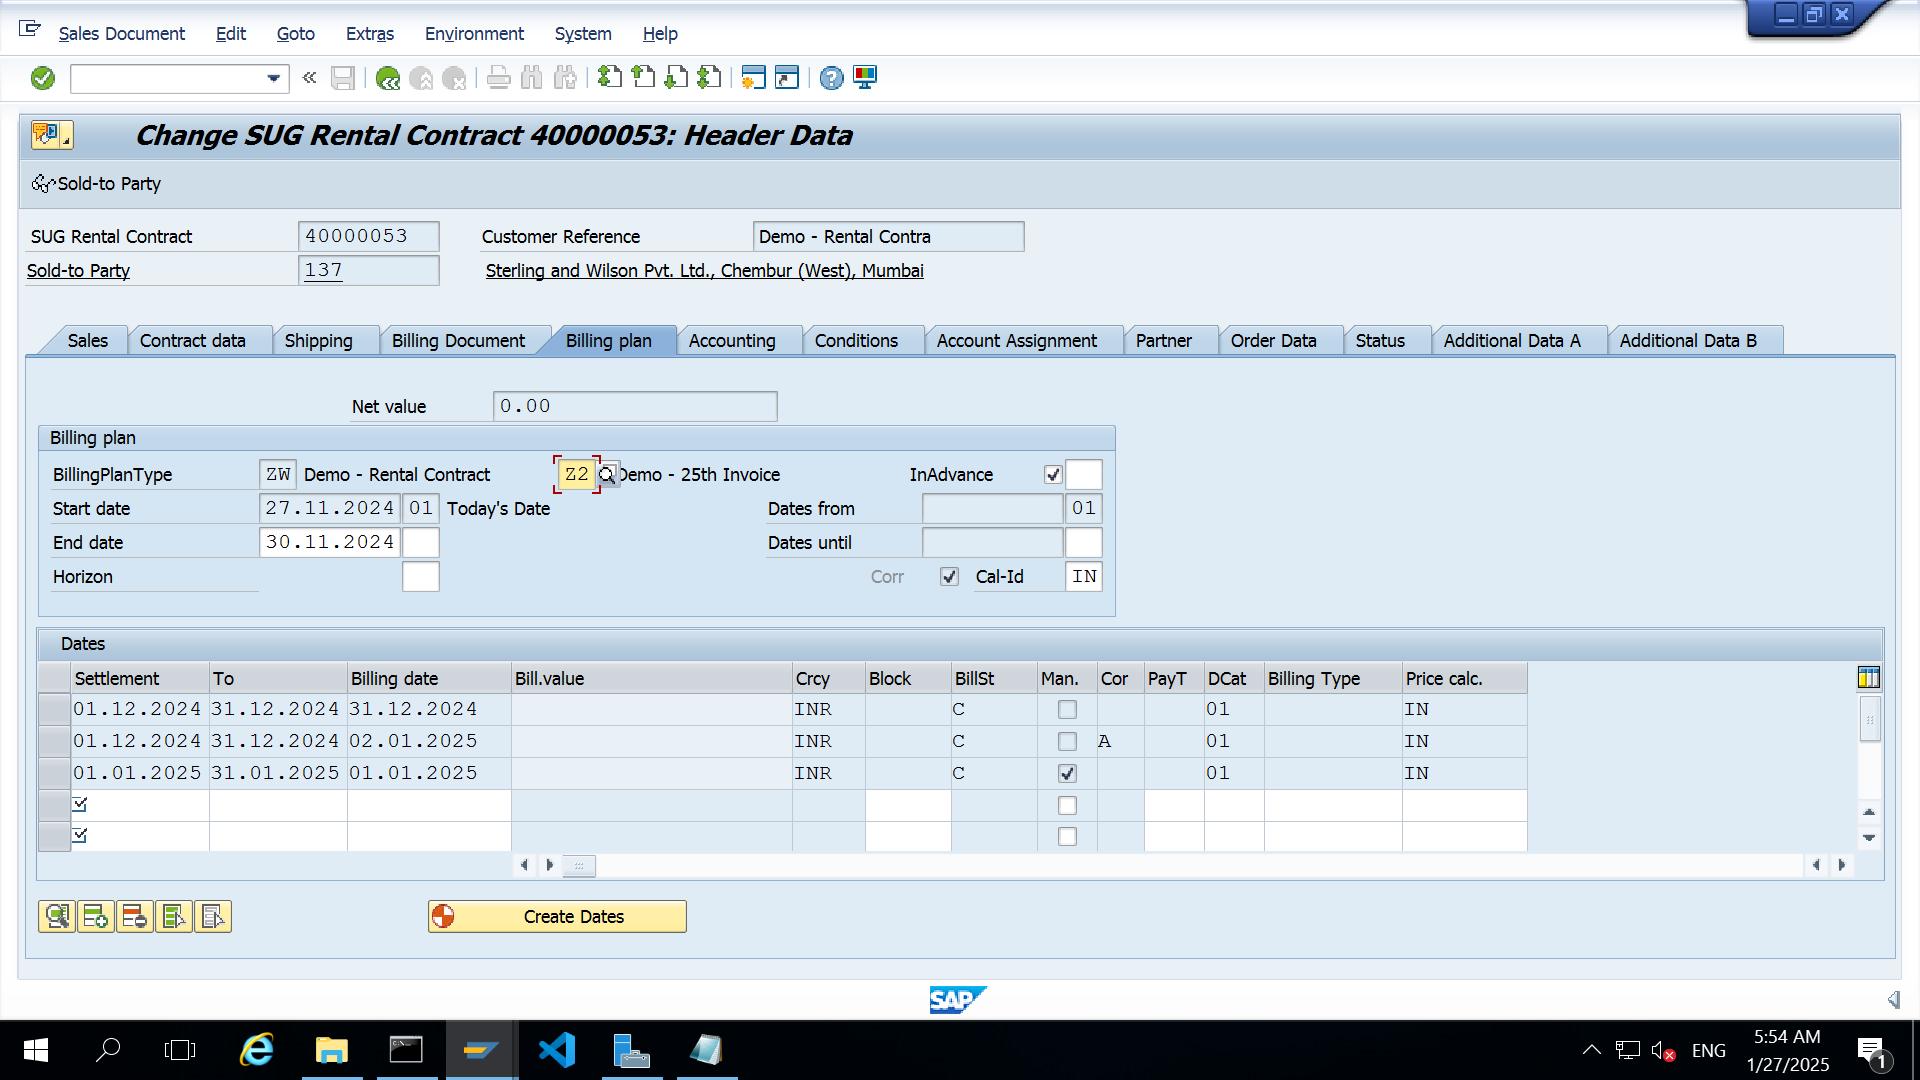 Sales Document Edit Goto Extras Environment System Help
Change SUG Rental Contract 40000053: Header Data
Sold-to Party
SUG Rental Contract 40000053 Customer Reference Demo - Rental Contra
Sold-to Party 137 Sterling and Wilson Pvt. Ltd., Chembur (West), Mumbai
Sales Contract data Shipping Billing Document Billing plan Accounting Conditions Account Assignment Partner Order Data Status Additional Data A Additional Data B
Net value 0.00
Billing plan
BillingPlanType ZW Demo - Rental Contract Z2 Demo - 25th Invoice InAdvance
Start date 27.11.2024 01 Today's Date Dates from 01
End date 30.11.2024 Dates until
Horizon Corr Cal-Id IN
Dates
Settlement To Billing date Bill.value Crcy Block BillSt Man. Cor PayT DCat Billing Type Price calc.
01.12.2024 31.12.2024 31.12.2024 INR C 01 IN
01.12.2024 31.12.2024 02.01.2025 INR C A 01 IN
01.01.2025 31.01.2025 01.01.2025 INR C 01 IN
Create Dates
SAP
ENG 5:54 AM
1/27/2025 1